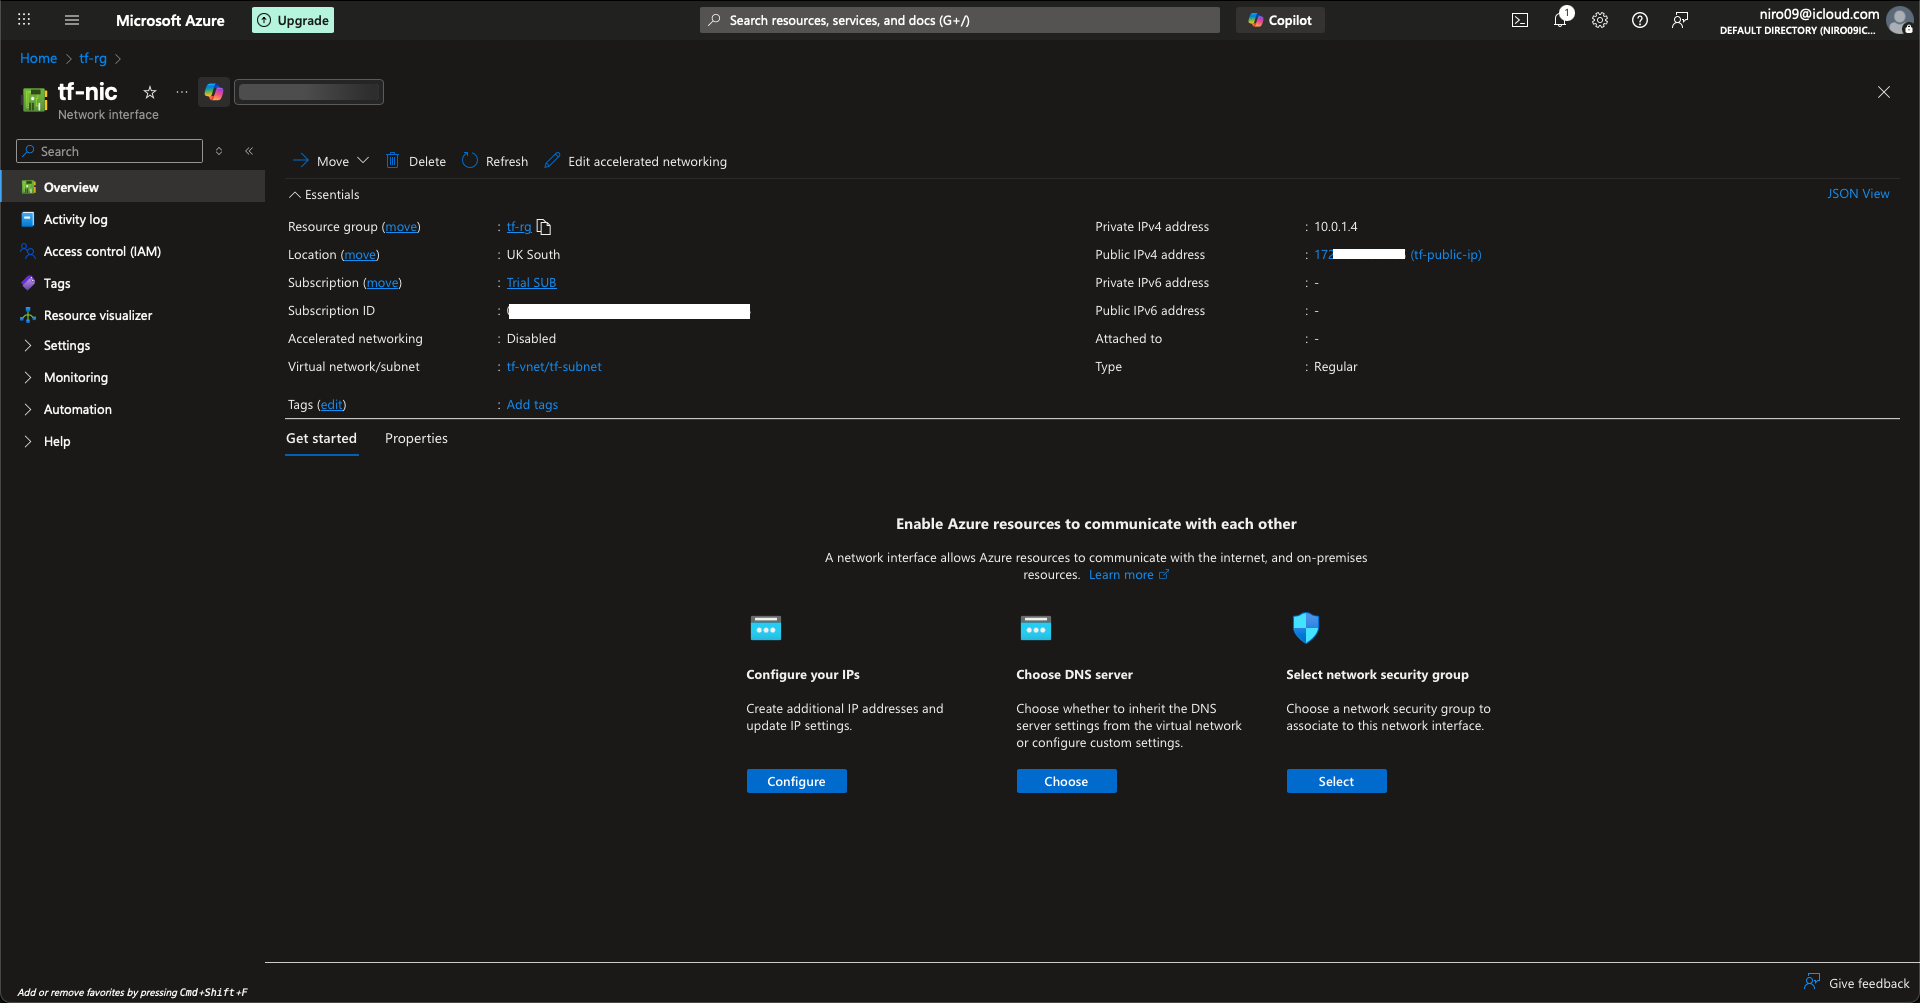 Microsoft Azure
Upgrade
Search resources, services, and docs (G+/)
Copilot
1
niro09@icloud.com
DEFAULT DIRECTORY (NIRO09IC...
Home > tf-rg >
tf-nic
Network interface
Search
Overview
Activity log
Access control (IAM)
Tags
Resource visualizer
Settings
Monitoring
Automation
Help
Move
Delete
Refresh
Edit accelerated networking
Essentials
JSON View
Resource group (move) : tf-rg
Location (move) : UK South
Subscription (move) : Trial SUB
Subscription ID :
Accelerated networking : Disabled
Virtual network/subnet : tf-vnet/tf-subnet
Tags (edit) : Add tags
Private IPv4 address : 10.0.1.4
Public IPv4 address : 172 (tf-public-ip)
Private IPv6 address : -
Public IPv6 address : -
Attached to : -
Type : Regular
Get started
Properties
Enable Azure resources to communicate with each other
A network interface allows Azure resources to communicate with the internet, and on-premises
resources. Learn more
Configure your IPs
Create additional IP addresses and
update IP settings.
Configure
Choose DNS server
Choose whether to inherit the DNS
server settings from the virtual network
or configure custom settings.
Choose
Select network security group
Choose a network security group to
associate to this network interface.
Select
Add or remove favorites by pressing Cmd+Shift+F
Give feedback